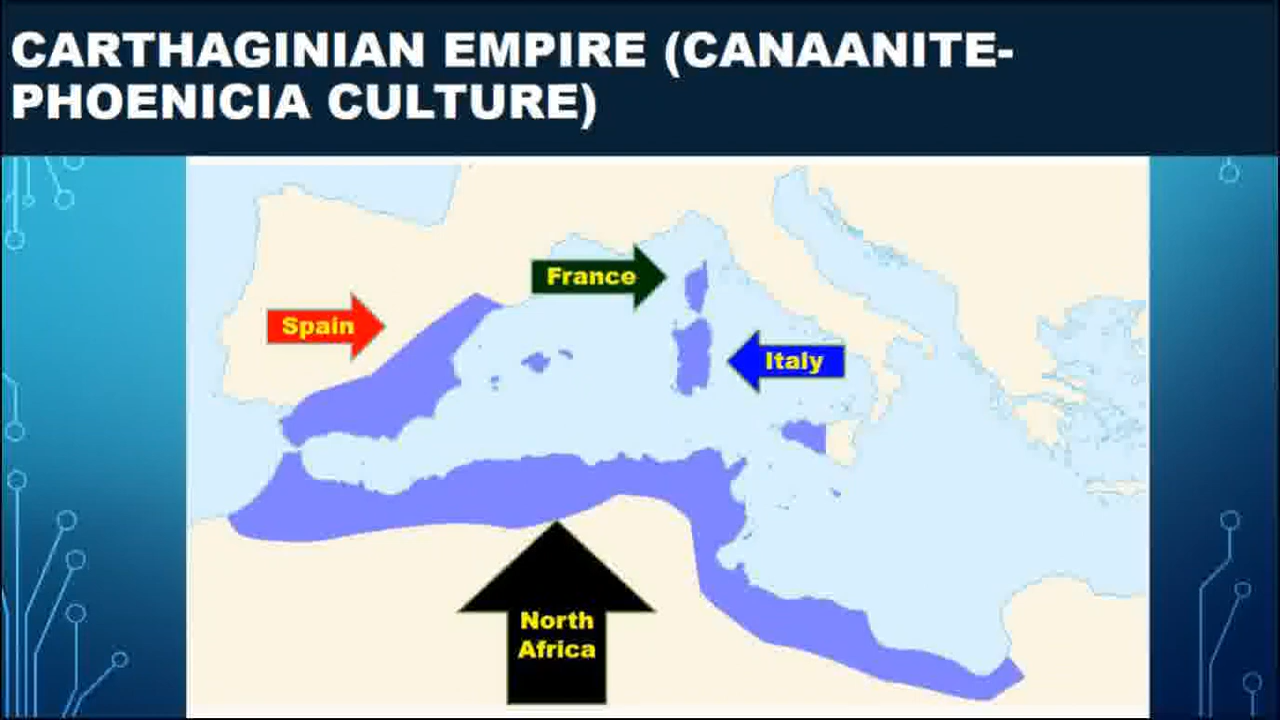 CARTHAGINIAN EMPIRE (CANAANITE-
PHOENICIA CULTURE)
France
Spain
Italy
North
Africa